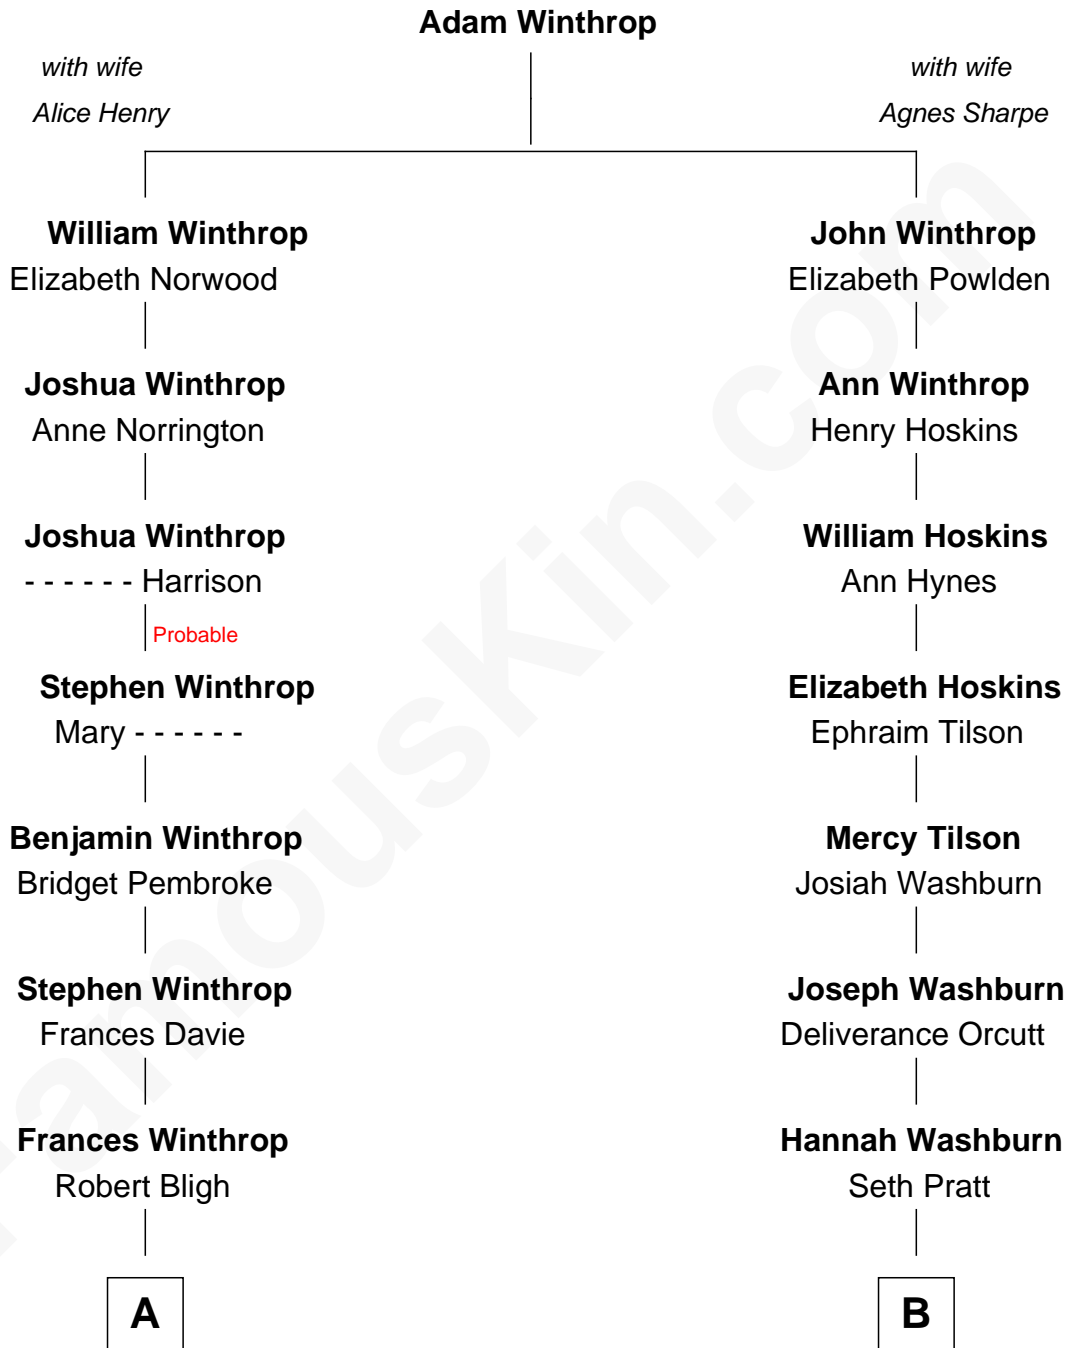 Adam Winthrop
with wife
Alice Henry
with wife
Agnes Sharpe
William Winthrop
Elizabeth Norwood
John Winthrop
Elizabeth Powlden
Joshua Winthrop
Anne Norrington
Ann Winthrop
Henry Hoskins
Joshua Winthrop
- - - - - - Harrison
William Hoskins
Ann Hynes
Probable
Stephen Winthrop
Mary - - - - - -
Elizabeth Hoskins
Ephraim Tilson
Benjamin Winthrop
Bridget Pembroke
Mercy Tilson
Josiah Washburn
Stephen Winthrop
Frances Davie
Joseph Washburn
Deliverance Orcutt
Frances Winthrop
Robert Bligh
Hannah Washburn
Seth Pratt
A
B
FamousKin.com